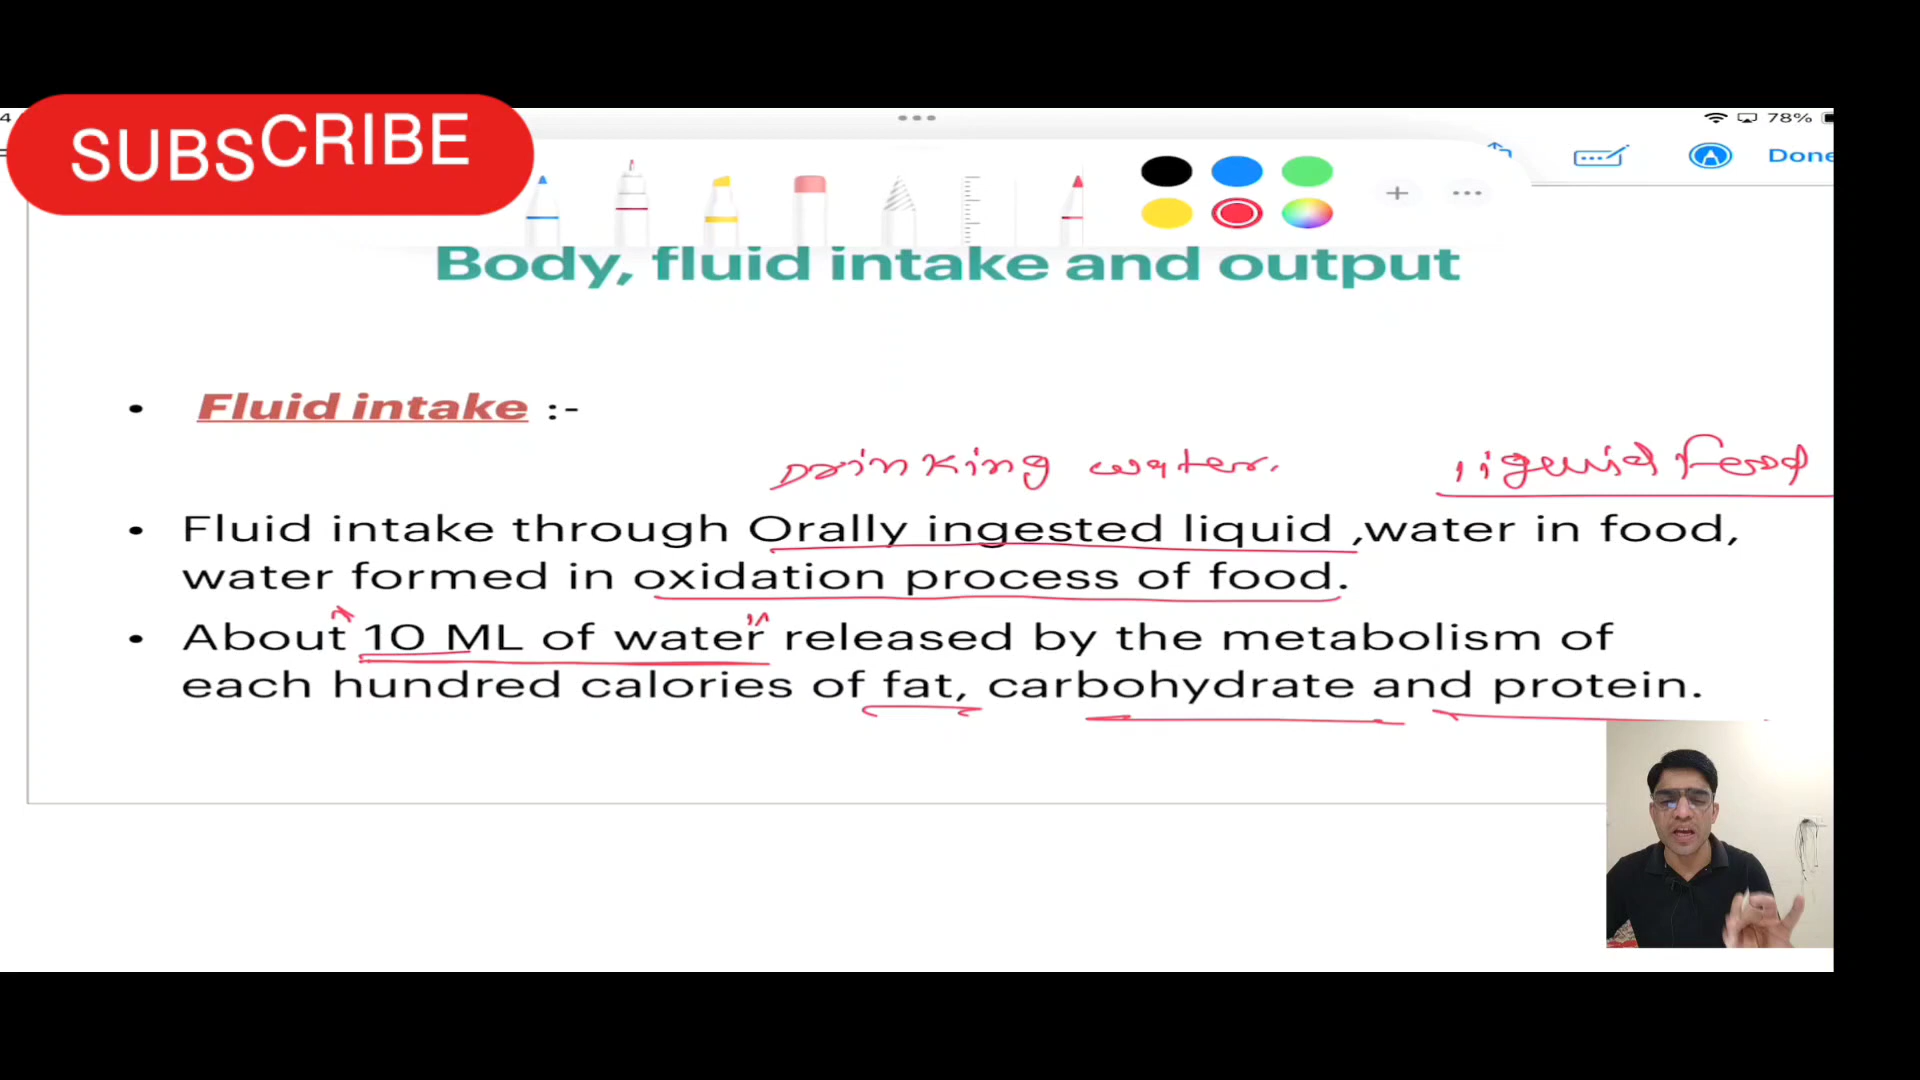 4
SUBSCRIBE
78%
Done
Body, fluid intake and output
• Fluid intake :-
Drinking water.
liquid food
• Fluid intake through Orally ingested liquid ,water in food,
water formed in oxidation process of food.
• About 10 ML of water released by the metabolism of
each hundred calories of fat, carbohydrate and protein.